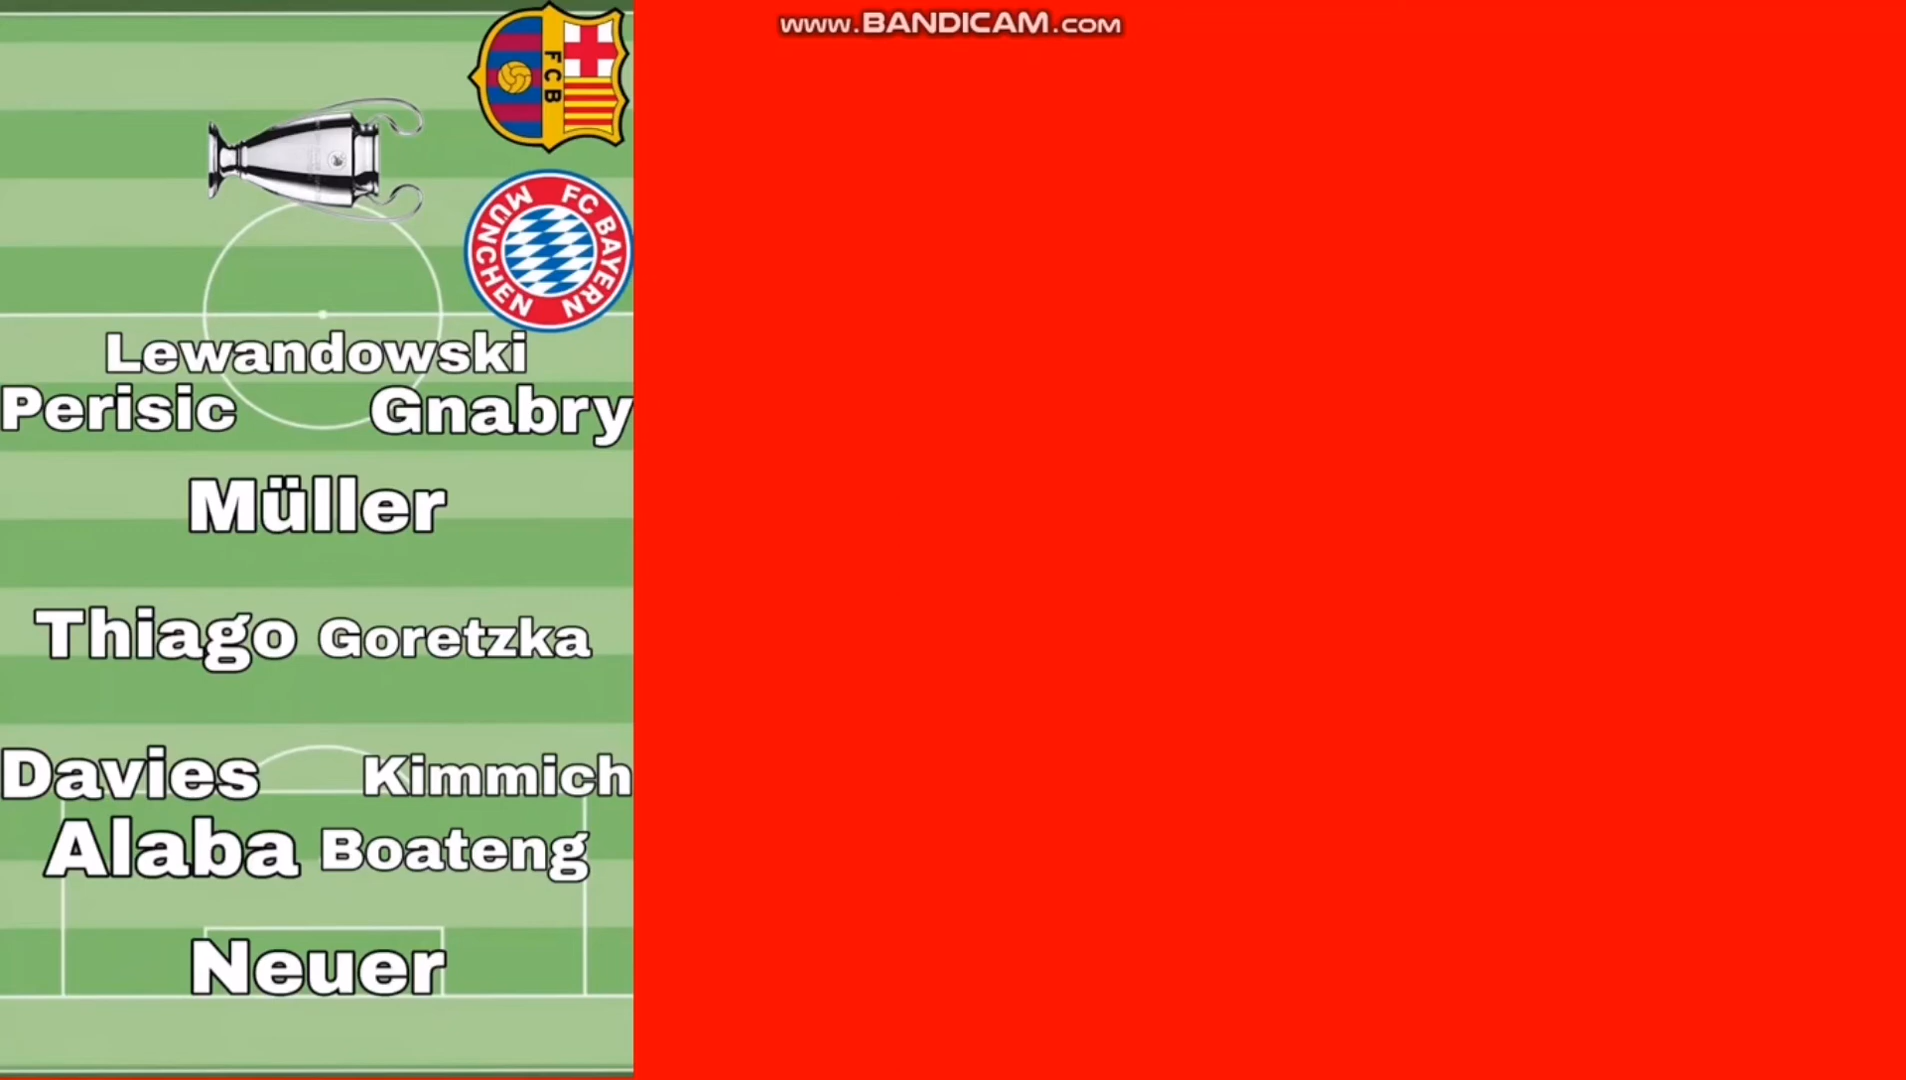 www.BANDICAM.com
FCB
FC BAYERN
MÜNCHEN
Lewandowski
Perisic Gnabry
Müller
Thiago Goretzka
Davies Kimmich
Alaba Boateng
Neuer